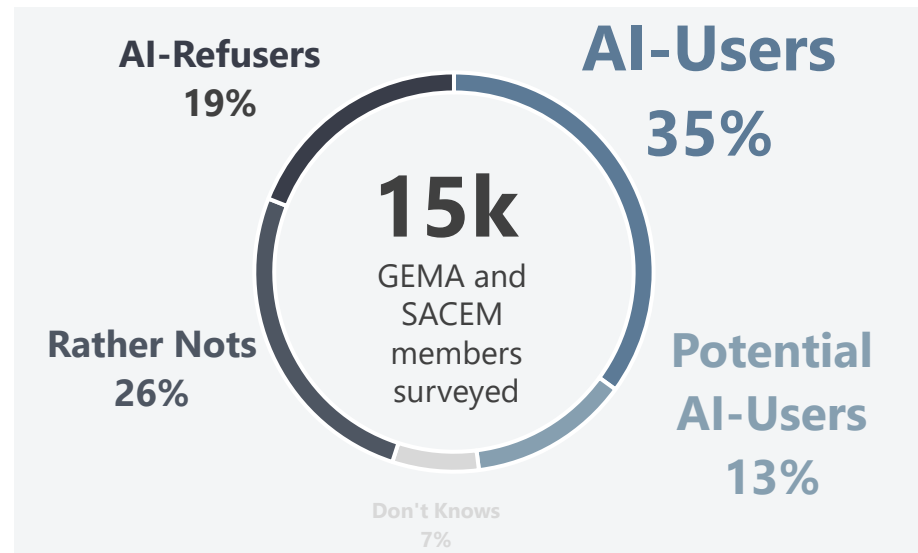 AI-Refusers
19%
AI-Users
35%
15k
GEMA and
SACEM
members
surveyed
Rather Nots
26%
Potential
AI-Users
13%
Don't Knows
7%